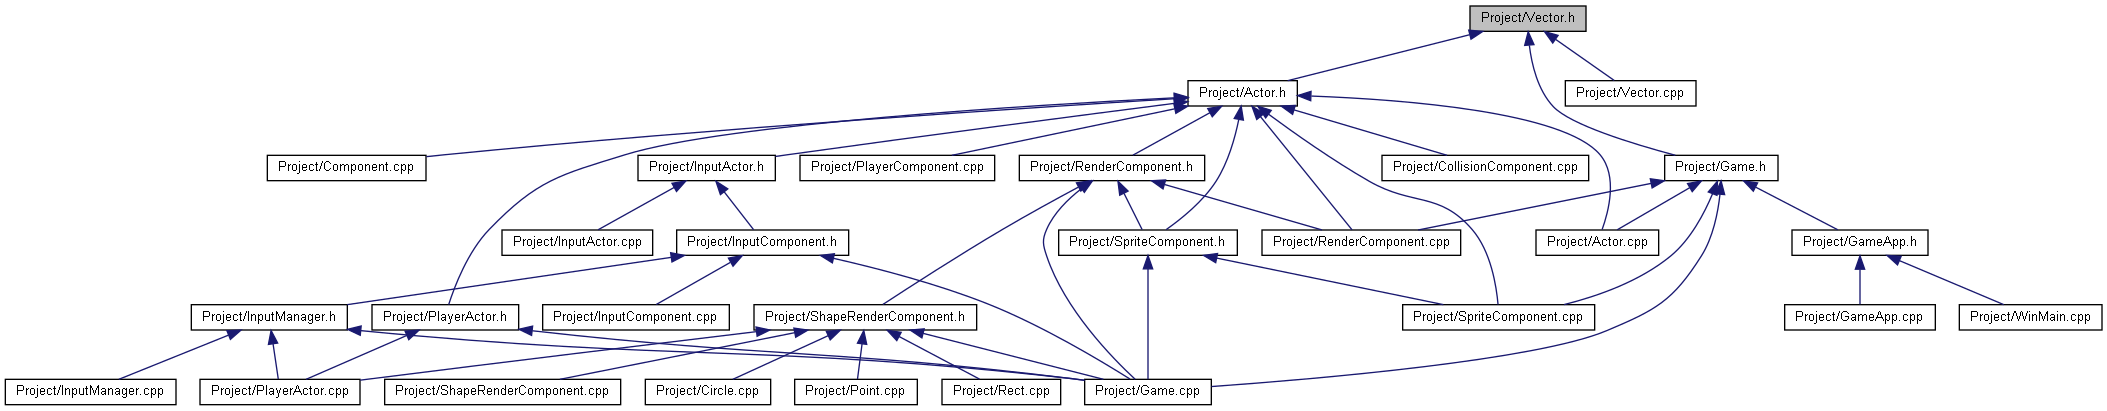 Project/Vector.h
Project/Actor.h
Project/Vector.cpp
Project/Component.cpp
Project/InputActor.h
Project/PlayerComponent.cpp
Project/RenderComponent.h
Project/CollisionComponent.cpp
Project/Game.h
Project/InputActor.cpp
Project/InputComponent.h
Project/SpriteComponent.h
Project/RenderComponent.cpp
Project/Actor.cpp
Project/GameApp.h
Project/InputManager.h
Project/PlayerActor.h
Project/InputComponent.cpp
Project/ShapeRenderComponent.h
Project/SpriteComponent.cpp
Project/GameApp.cpp
Project/WinMain.cpp
Project/InputManager.cpp
Project/PlayerActor.cpp
Project/ShapeRenderComponent.cpp
Project/Circle.cpp
Project/Point.cpp
Project/Rect.cpp
Project/Game.cpp